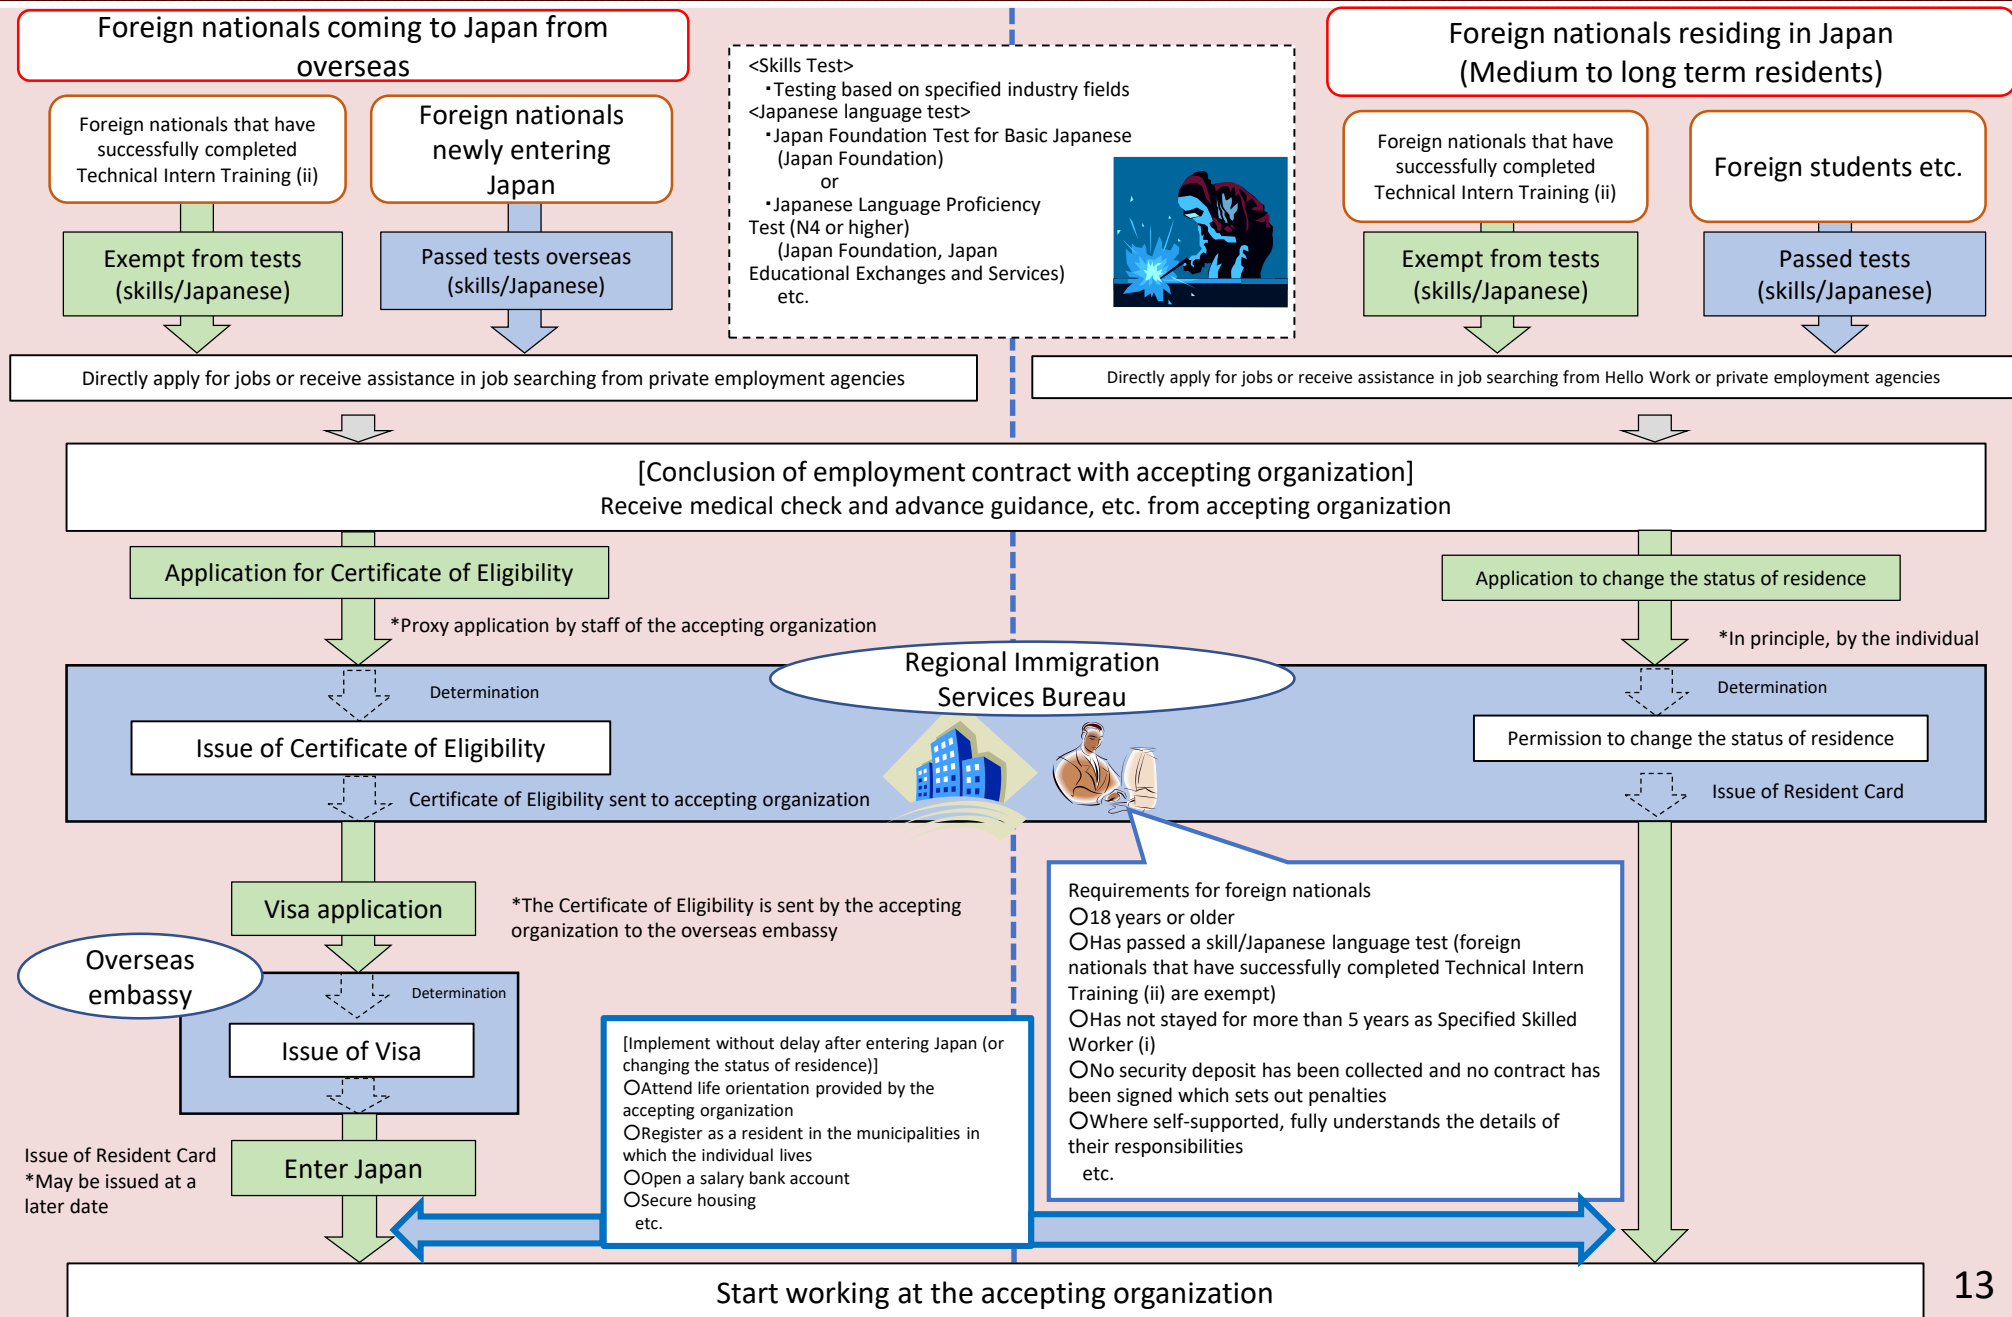 Foreign nationals coming to Japan from
overseas
Foreign nationals that have
successfully completed
Technical Intern Training (ii)
Foreign nationals
newly entering
Japan
Exempt from tests
(skills/Japanese)
Passed tests overseas
(skills/Japanese)
<Skills Test>
・Testing based on specified industry fields
<Japanese language test>
・Japan Foundation Test for Basic Japanese
(Japan Foundation)
or
・Japanese Language Proficiency
Test (N4 or higher)
(Japan Foundation, Japan
Educational Exchanges and Services)
etc.
Foreign nationals residing in Japan
(Medium to long term residents)
Foreign nationals that have
successfully completed
Technical Intern Training (ii)
Foreign students etc.
Exempt from tests
(skills/Japanese)
Passed tests
(skills/Japanese)
Directly apply for jobs or receive assistance in job searching from private employment agencies
Directly apply for jobs or receive assistance in job searching from Hello Work or private employment agencies
[Conclusion of employment contract with accepting organization]
Receive medical check and advance guidance, etc. from accepting organization
Application for Certificate of Eligibility
*Proxy application by staff of the accepting organization
Application to change the status of residence
*In principle, by the individual
Regional Immigration
Services Bureau
Determination
Issue of Certificate of Eligibility
Certificate of Eligibility sent to accepting organization
Determination
Permission to change the status of residence
Issue of Resident Card
Visa application
*The Certificate of Eligibility is sent by the accepting
organization to the overseas embassy
Overseas
embassy
Determination
Issue of Visa
Issue of Resident Card
*May be issued at a
later date
Enter Japan
[Implement without delay after entering Japan (or
changing the status of residence)]
〇Attend life orientation provided by the
accepting organization
〇Register as a resident in the municipalities in
which the individual lives
〇Open a salary bank account
〇Secure housing
etc.
Requirements for foreign nationals
〇18 years or older
〇Has passed a skill/Japanese language test (foreign
nationals that have successfully completed Technical Intern
Training (ii) are exempt)
〇Has not stayed for more than 5 years as Specified Skilled
Worker (i)
〇No security deposit has been collected and no contract has
been signed which sets out penalties
〇Where self-supported, fully understands the details of
their responsibilities
etc.
Start working at the accepting organization
13